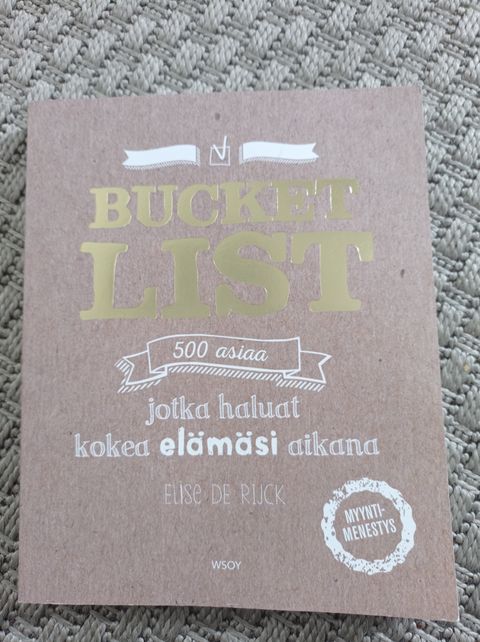 BUCKET
LIST
500 asiaa
jotka haluat
kokea elämäsi aikana
ELISE DE RIJCK
MYYNTI-
MENESTYS
WSOY